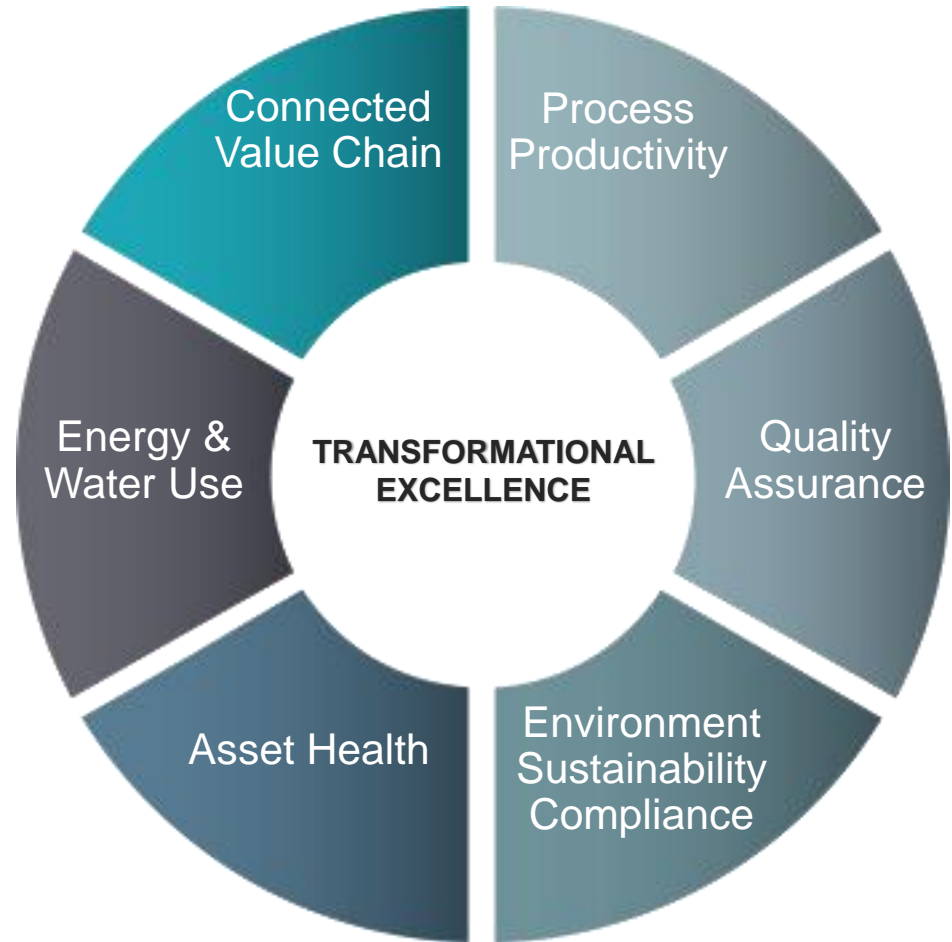 Connected
Value Chain
Process
Productivity
Energy &
Water Use
TRANSFORMATIONAL
EXCELLENCE
Quality
Assurance
Asset Health
Environment
Sustainability
Compliance